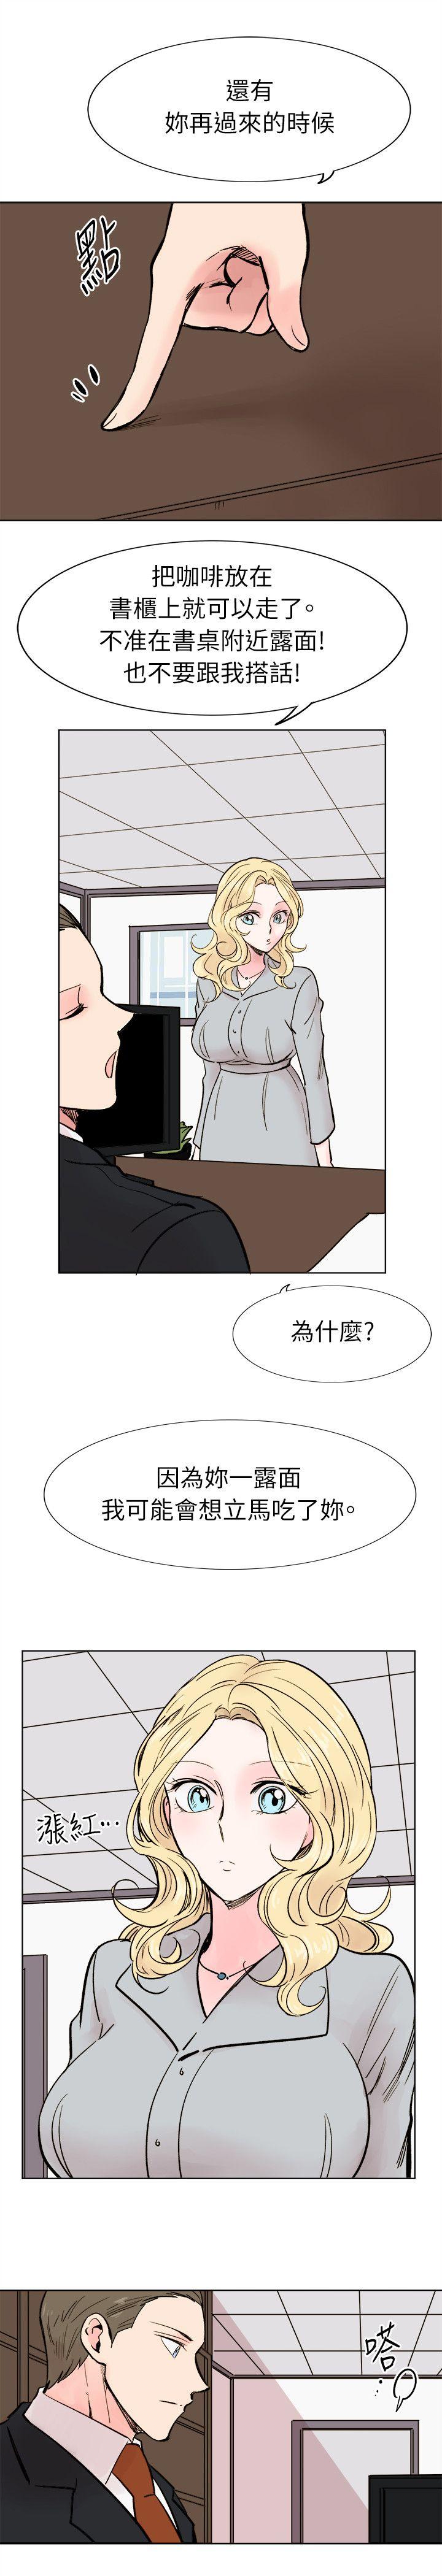 還有
妳再過來的時候
點
把咖啡放在
書櫃上就可以走了。
不准在書桌附近露面!
也不要跟我搭話!
為什麼?
因為妳一露面
我可能會想立馬吃了妳。
漲紅...
嗒...